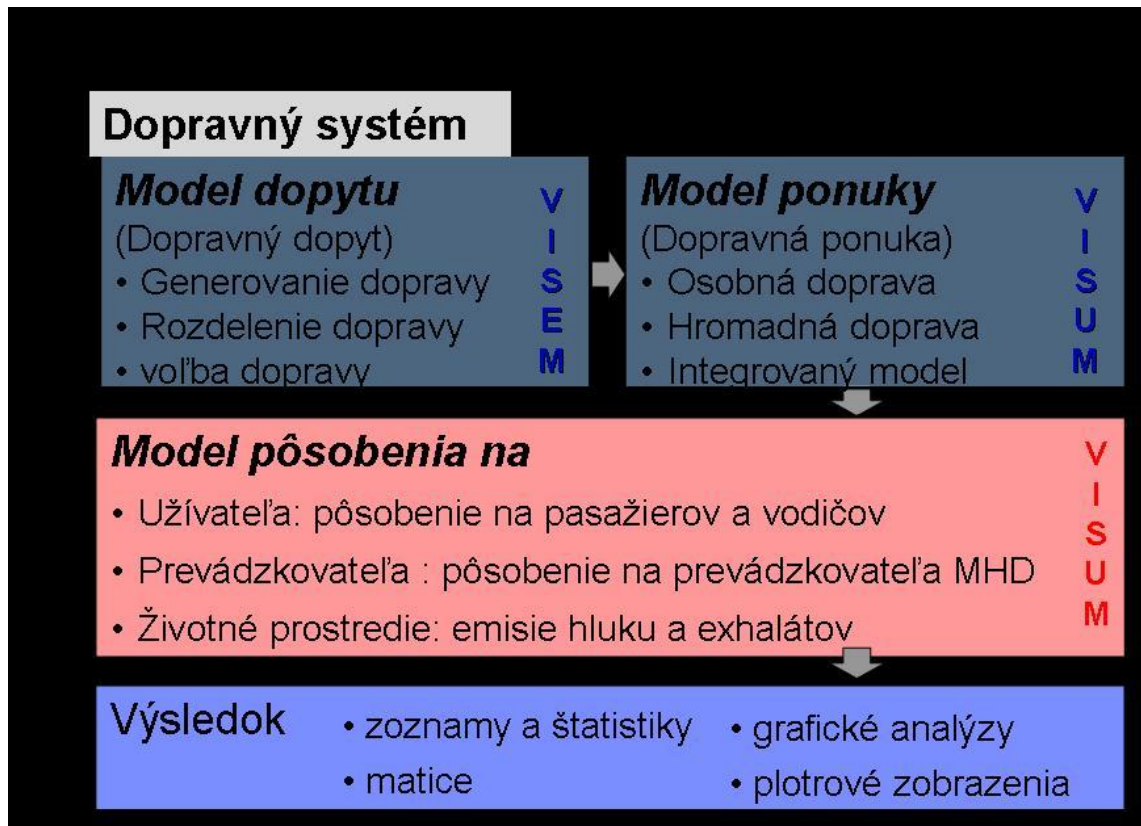 Dopravný systém
Model dopytu
(Dopravný dopyt)
• Generovanie dopravy
• Rozdelenie dopravy
• voľba dopravy
V
I
S
E
M
Model ponuky
(Dopravná ponuka)
• Osobná doprava
• Hromadná doprava
• Integrovaný model
V
I
S
U
M
Model pôsobenia na
• Užívateľa: pôsobenie na pasažierov a vodičov
• Prevádzkovateľa : pôsobenie na prevádzkovateľa MHD
• Životné prostredie: emisie hluku a exhalátov
V
I
S
U
M
Výsledok
• zoznamy a štatistiky
• matice
• grafické analýzy
• plotrové zobrazenia